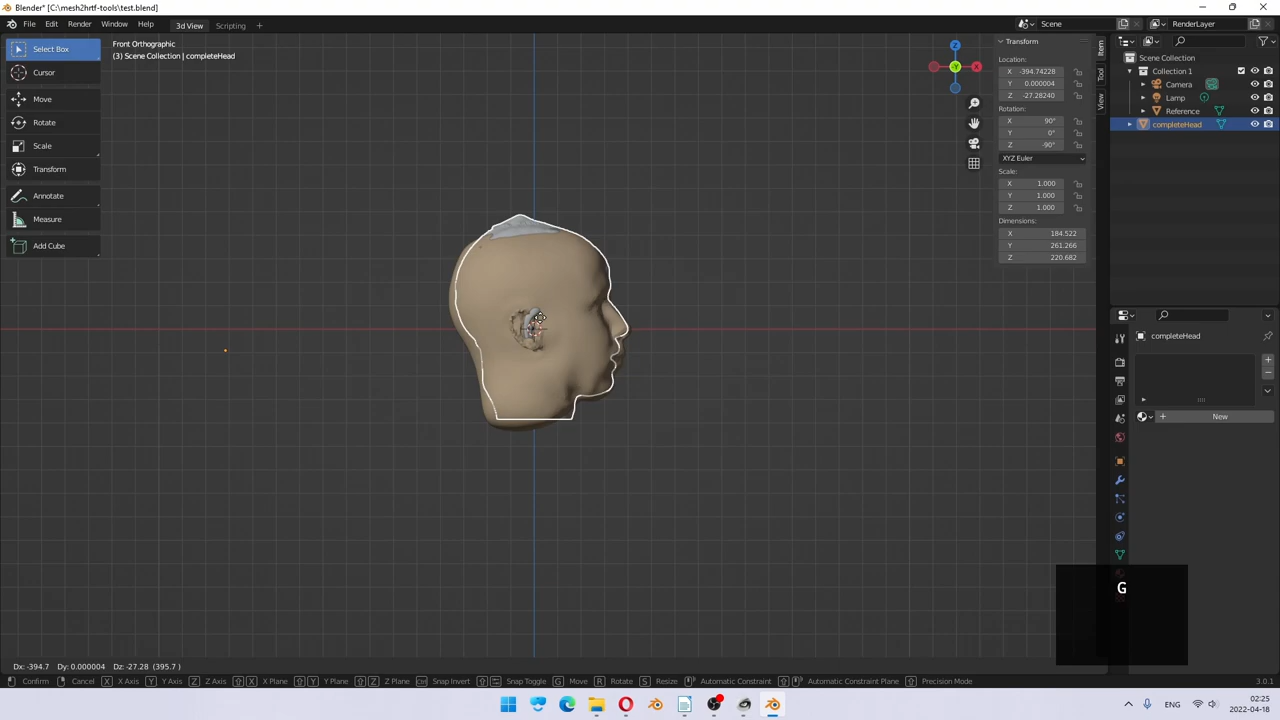 Blender* [C:\mesh2hrtf-tools\test.blend]
File Edit Render Window Help 3d View Scripting + Scene RenderLayer
Select Box
Cursor
Move
Rotate
Scale
Transform
Annotate
Measure
Add Cube
Front Orthographic
(3) Scene Collection | completeHead
Z
X
-Y
Transform
Location:
X -394.74228
Y 0.000004
Z -27.28240
Rotation:
X 90°
Y 0°
Z -90°
XYZ Euler
Scale:
X 1.000
Y 1.000
Z 1.000
Dimensions:
X 184.522
Y 261.266
Z 220.682
Item
Tool
View
Scene Collection
Collection 1
Camera
Lamp
Reference
completeHead
completeHead
+ New
G
Dx: -394.7 Dy: 0.000004 Dz: -27.28 (395.7 )
Confirm Cancel X X Axis Y Y Axis Z Z Axis X X Plane Y Y Plane Z Z Plane Ctrl Snap Invert Snap Toggle G Move R Rotate S Resize Automatic Constraint Automatic Constraint Plane Precision Mode 3.0.1
ENG 02:25
2022-04-18